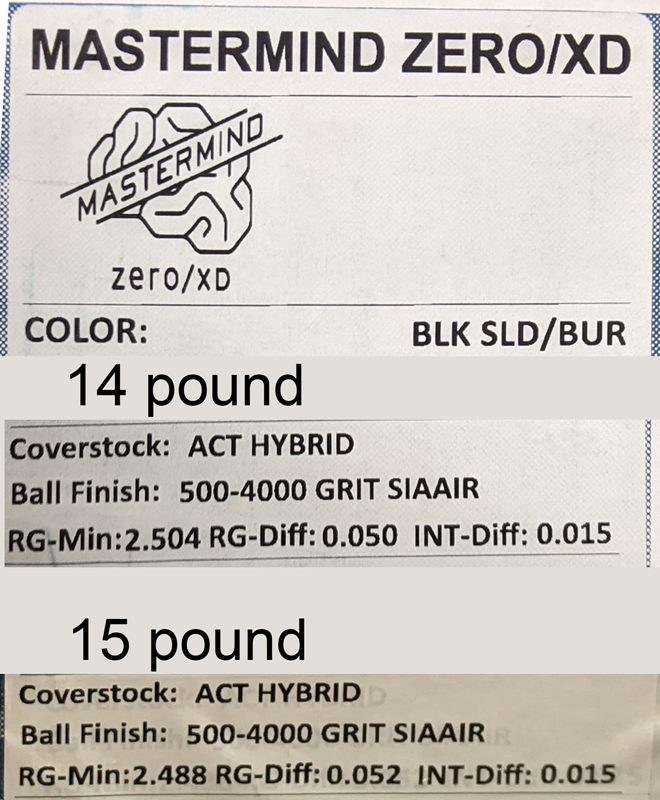 MASTERMIND ZERO/XD
MASTERMIND
zero/XD
COLOR: BLK SLD/BUR
14 pound
Coverstock: ACT HYBRID
Ball Finish: 500-4000 GRIT SIAAIR
RG-Min:2.504 RG-Diff: 0.050 INT-Diff: 0.015
15 pound
Coverstock: ACT HYBRID
Ball Finish: 500-4000 GRIT SIAAIR
RG-Min:2.488 RG-Diff: 0.052 INT-Diff: 0.015